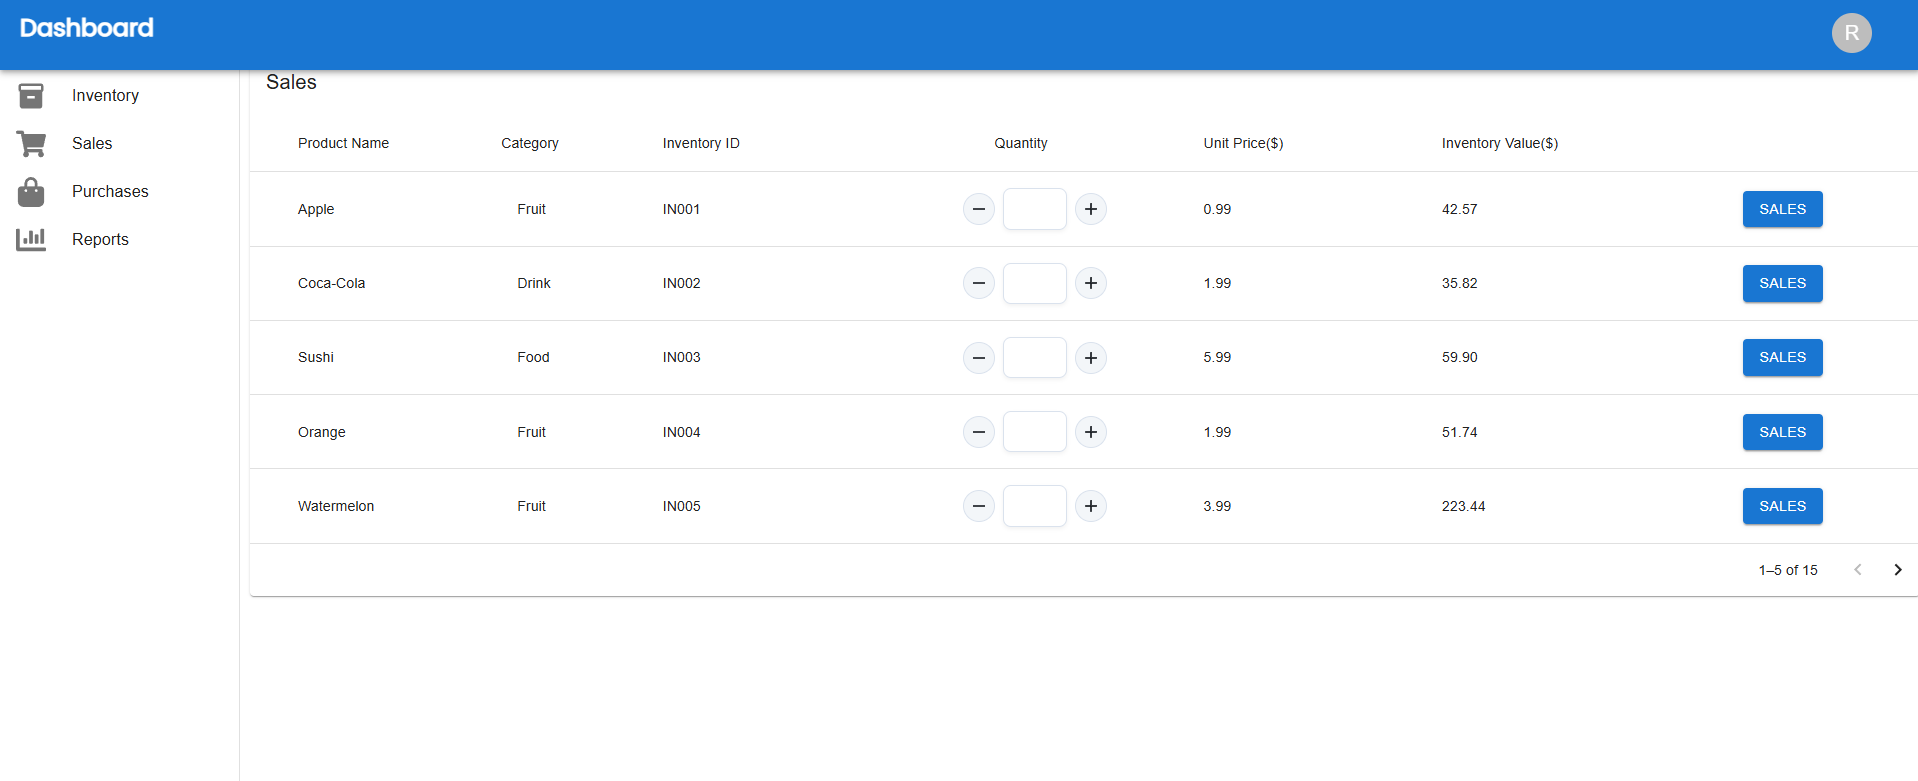 Dashboard
R
Inventory
Sales
Purchases
Reports
Sales
Product Name Category Inventory ID Quantity Unit Price($) Inventory Value($)
Apple Fruit IN001 − + 0.99 42.57 SALES
Coca-Cola Drink IN002 − + 1.99 35.82 SALES
Sushi Food IN003 − + 5.99 59.90 SALES
Orange Fruit IN004 − + 1.99 51.74 SALES
Watermelon Fruit IN005 − + 3.99 223.44 SALES
1–5 of 15